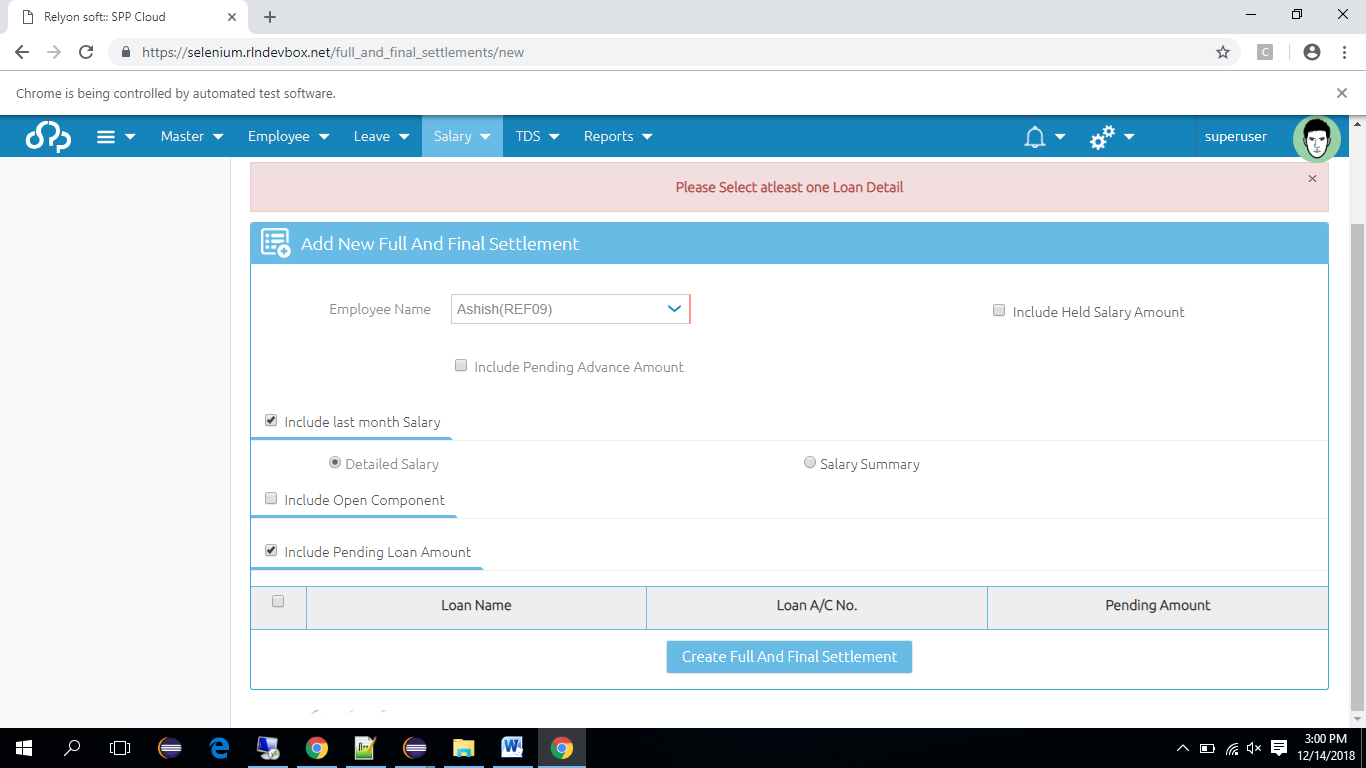 Relyon soft:: SPP Cloud
https://selenium.rlndevbox.net/full_and_final_settlements/new
C
Chrome is being controlled by automated test software.
Master Employee Leave Salary TDS Reports superuser
Please Select atleast one Loan Detail
Add New Full And Final Settlement
Employee Name Ashish(REF09) Include Held Salary Amount
Include Pending Advance Amount
Include last month Salary
Detailed Salary Salary Summary
Include Open Component
Include Pending Loan Amount
Loan Name Loan A/C No. Pending Amount
Create Full And Final Settlement
3:00 PM
12/14/2018